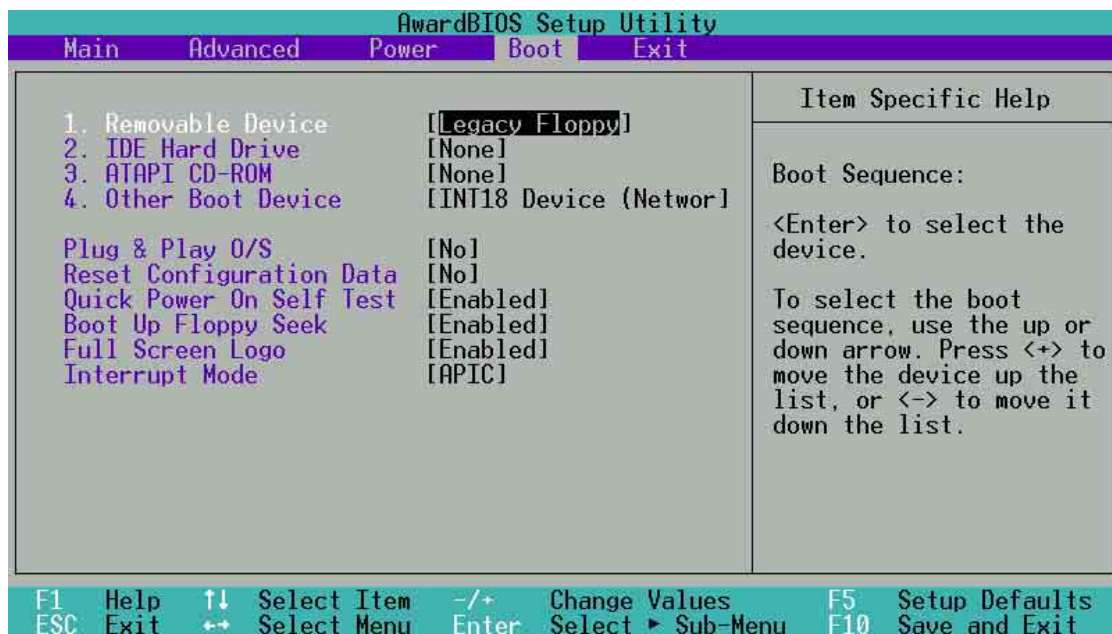 AwardBIOS Setup Utility
Main Advanced Power Boot Exit
1. Removable Device [Legacy Floppy]
2. IDE Hard Drive [None]
3. ATAPI CD-ROM [None]
4. Other Boot Device [INT18 Device (Networ]
Plug & Play O/S [No]
Reset Configuration Data [No]
Quick Power On Self Test [Enabled]
Boot Up Floppy Seek [Enabled]
Full Screen Logo [Enabled]
Interrupt Mode [APIC]
Item Specific Help
Boot Sequence:
<Enter> to select the
device.
To select the boot
sequence, use the up or
down arrow. Press <+> to
move the device up the
list, or <-> to move it
down the list.
F1 Help ↑↓ Select Item -/+ Change Values F5 Setup Defaults
ESC Exit ←→ Select Menu Enter Select ► Sub-Menu F10 Save and Exit